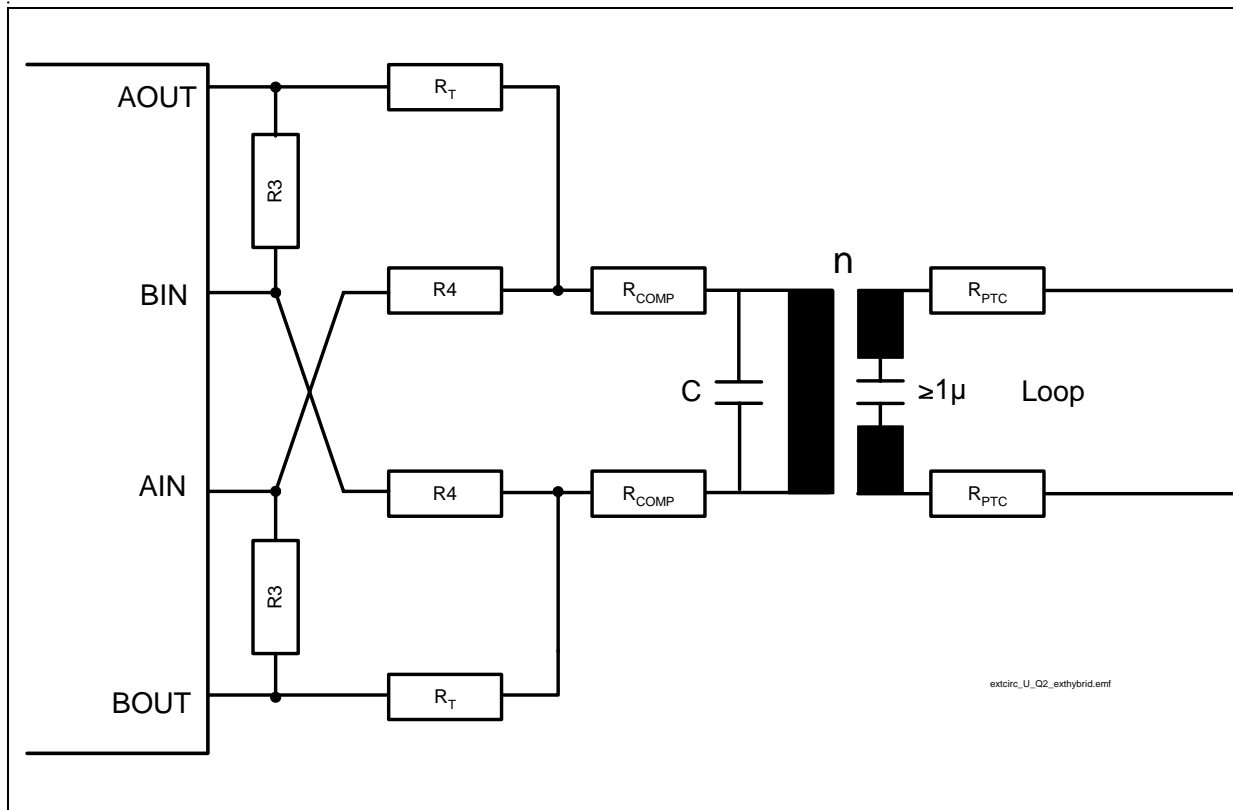 AOUT
R_T
R3
n
BIN
R4
R_COMP
R_PTC
C
≥1µ
Loop
AIN
R4
R_COMP
R_PTC
R3
BOUT
R_T
extcirc_U_Q2_exthybrid.emf